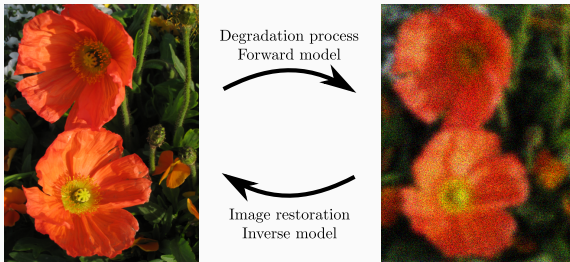 Degradation process
Forward model
Image restoration
Inverse model